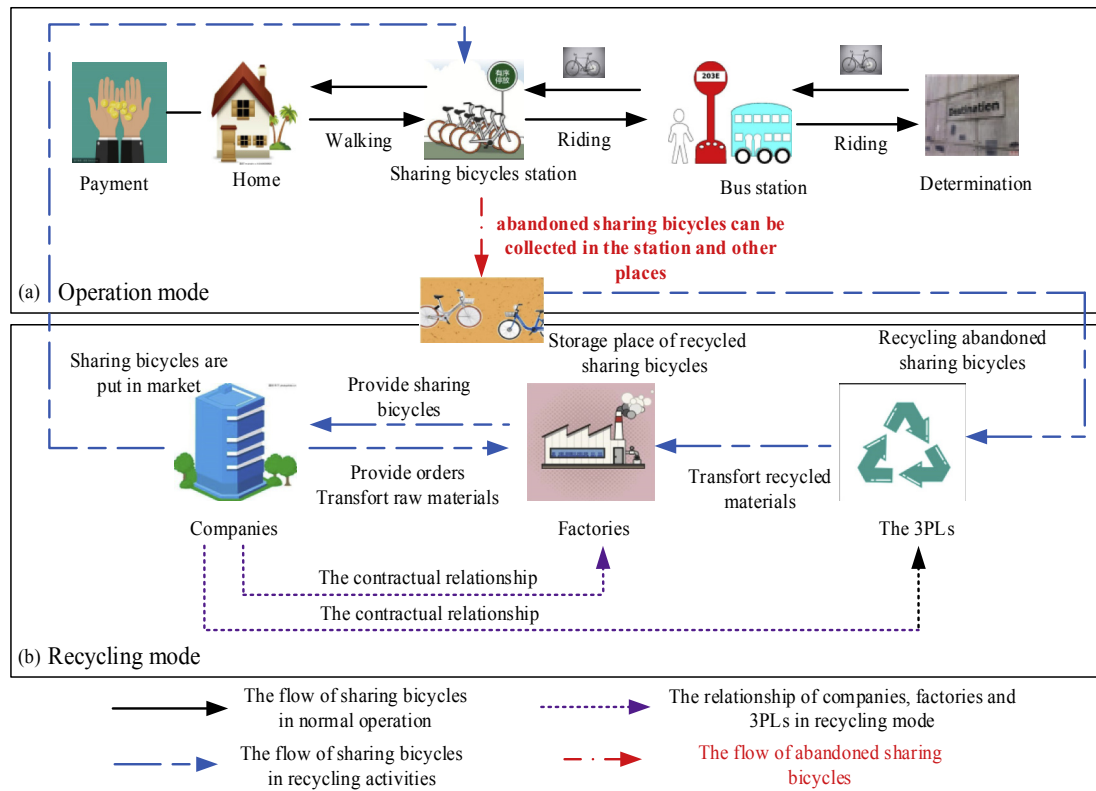 有序
停放
203E
Destination
Walking
Riding
Riding
Payment
Home
Sharing bicycles station
Bus station
Determination
abandoned sharing bicycles can be
collected in the station and other
places
(a) Operation mode
Sharing bicycles are
put in market
Provide sharing
bicycles
Storage place of recycled
sharing bicycles
Recycling abandoned
sharing bicycles
Provide orders
Transfort raw materials
Transfort recycled
materials
Companies
Factories
The 3PLs
The contractual relationship
The contractual relationship
(b) Recycling mode
The flow of sharing bicycles
in normal operation
The relationship of companies, factories and
3PLs in recycling mode
The flow of sharing bicycles
in recycling activities
The flow of abandoned sharing
bicycles